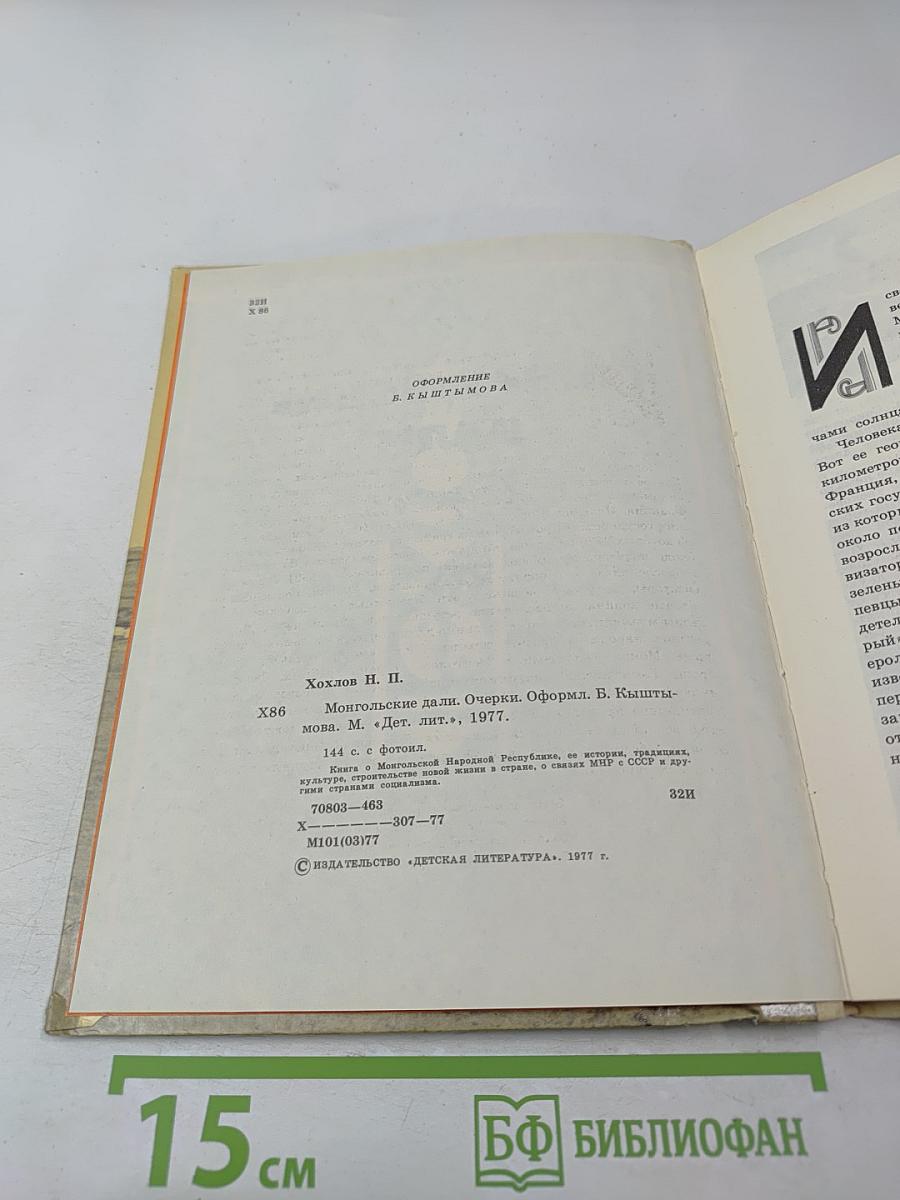 32И
Х 86
ОФОРМЛЕНИЕ
Б. КЫШТЫМОВА
Хохлов Н. П.
Х86
Монгольские дали. Очерки. Оформл. Б. Кышты-
мова. М. «Дет. лит.», 1977.
144 с. с фотоил.
Книга о Монгольской Народной Республике, ее истории, традициях,
культуре, строительстве новой жизни в стране, о связях МНР с СССР и дру-
гими странами социализма.
70803—463
Х——————307—77
М101(03)77
32И
© ИЗДАТЕЛЬСТВО «ДЕТСКАЯ ЛИТЕРАТУРА». 1977 г.
И
чами солнц
Человека
Вот ее гео
километро
Франция,
ских госу
из котор
около п
возросл
визатор
зелены
певцы
детел
рый
ерол
изве
пер
за
от
н
15 см
БФ БИБЛИОФАН